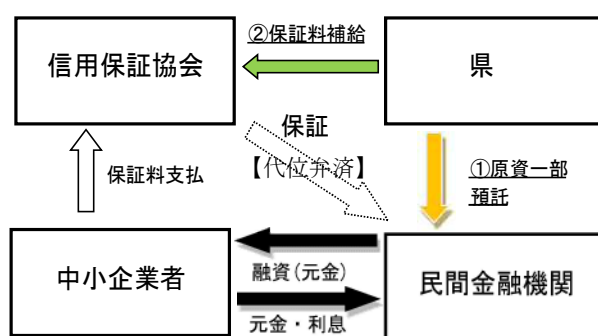 ②保証料補給
信用保証協会
県
保証
【代位弁済】
保証料支払
①原資一部
預託
中小企業者
融資(元金)
民間金融機関
元金・利息